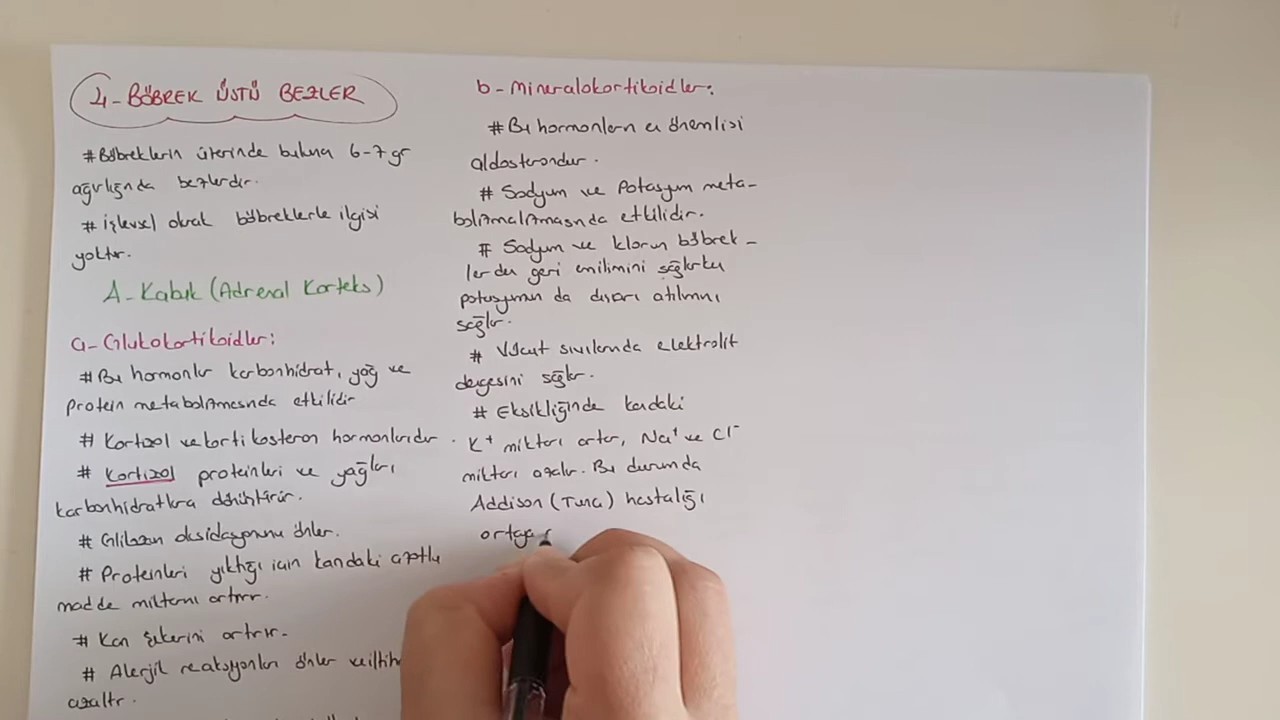 4- BÖBREK ÜSTÜ BEZLER
#Böbreklerin üzerinde bulunan 6-7 gr
ağırlığında bezlerdir.
# İşlevsel olarak böbreklerle ilgisi
yoktur.
A- Kabuk (Adrenal Korteks)
a- Glukokortikoidler:
#Bu hormonlar karbonhidrat, yağ ve
Protein metabolizmasında etkilidir
# Kortizol ve kortikosteron hormonlarıdır.
# Kortizol proteinleri ve yağları
karbonhidratlara dönüştürür.
# Glikozun oksidasyonunu önler.
# Proteinleri yıktığı için kandaki azotlu
madde miktarını artırır.
# Kan şekerini artırır-
# Alerjik reaksiyonları önler ve
azaltır.
b- Mineralokortikoidler:
#Bu hormonların en önemlisi
aldosterondur.
# Sodyum ve Potasyum meta-
etkilidir.
# Sodyum ve klorun böbrek-
lerden geri emilimini sağlarken
potasyumun da dışarı atılımını
sağlar.
# Vücut sıvılarında elektrolit
dengesini sağlar.
# Eksikliğinde kandaki
K⁺ miktarı artar, Na⁺ ve Cl⁻
miktarı azalır. Bu durumda
Addison (Tunç) hastalığı
ortaya